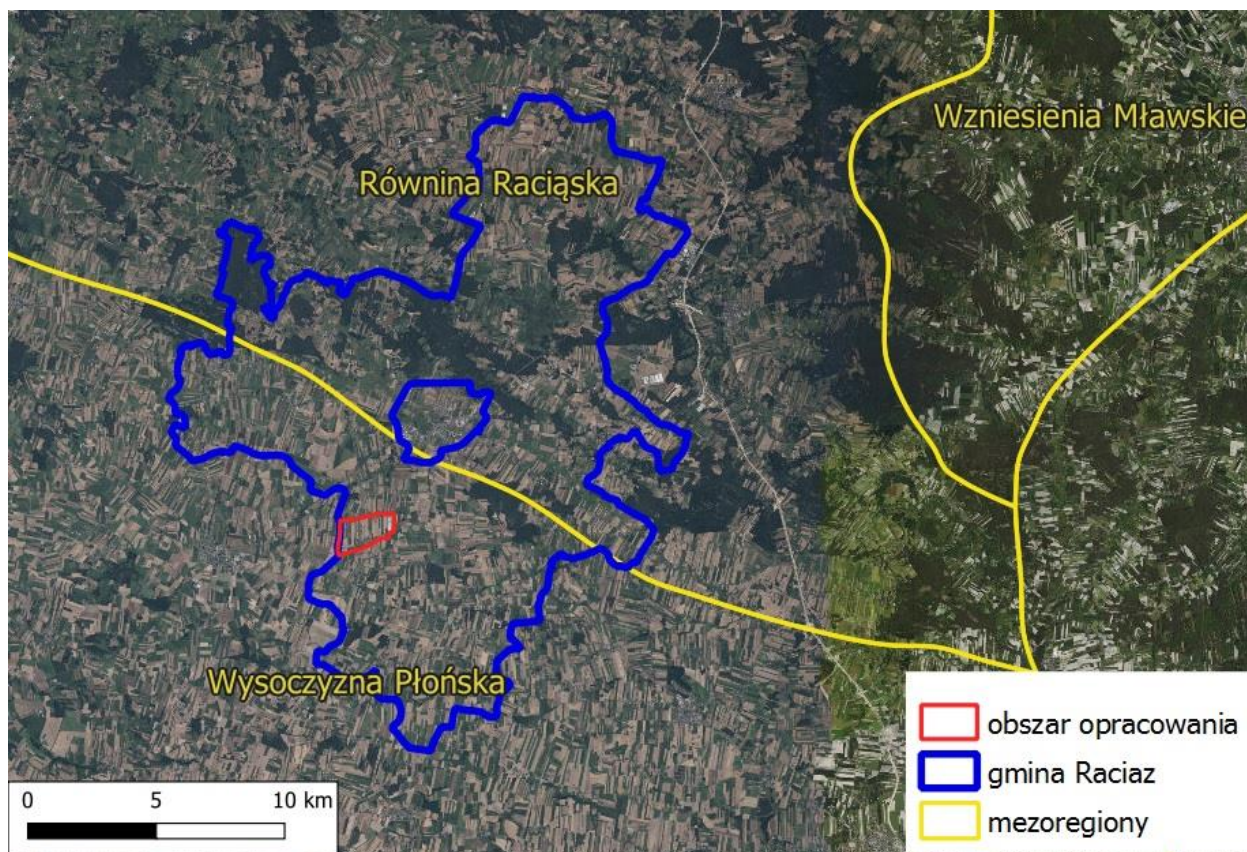 Wzniesienia Mławskie
Równina Raciąska
Wysoczyzna Płońska
obszar opracowania
gmina Raciaz
mezoregiony
0 5 10 km